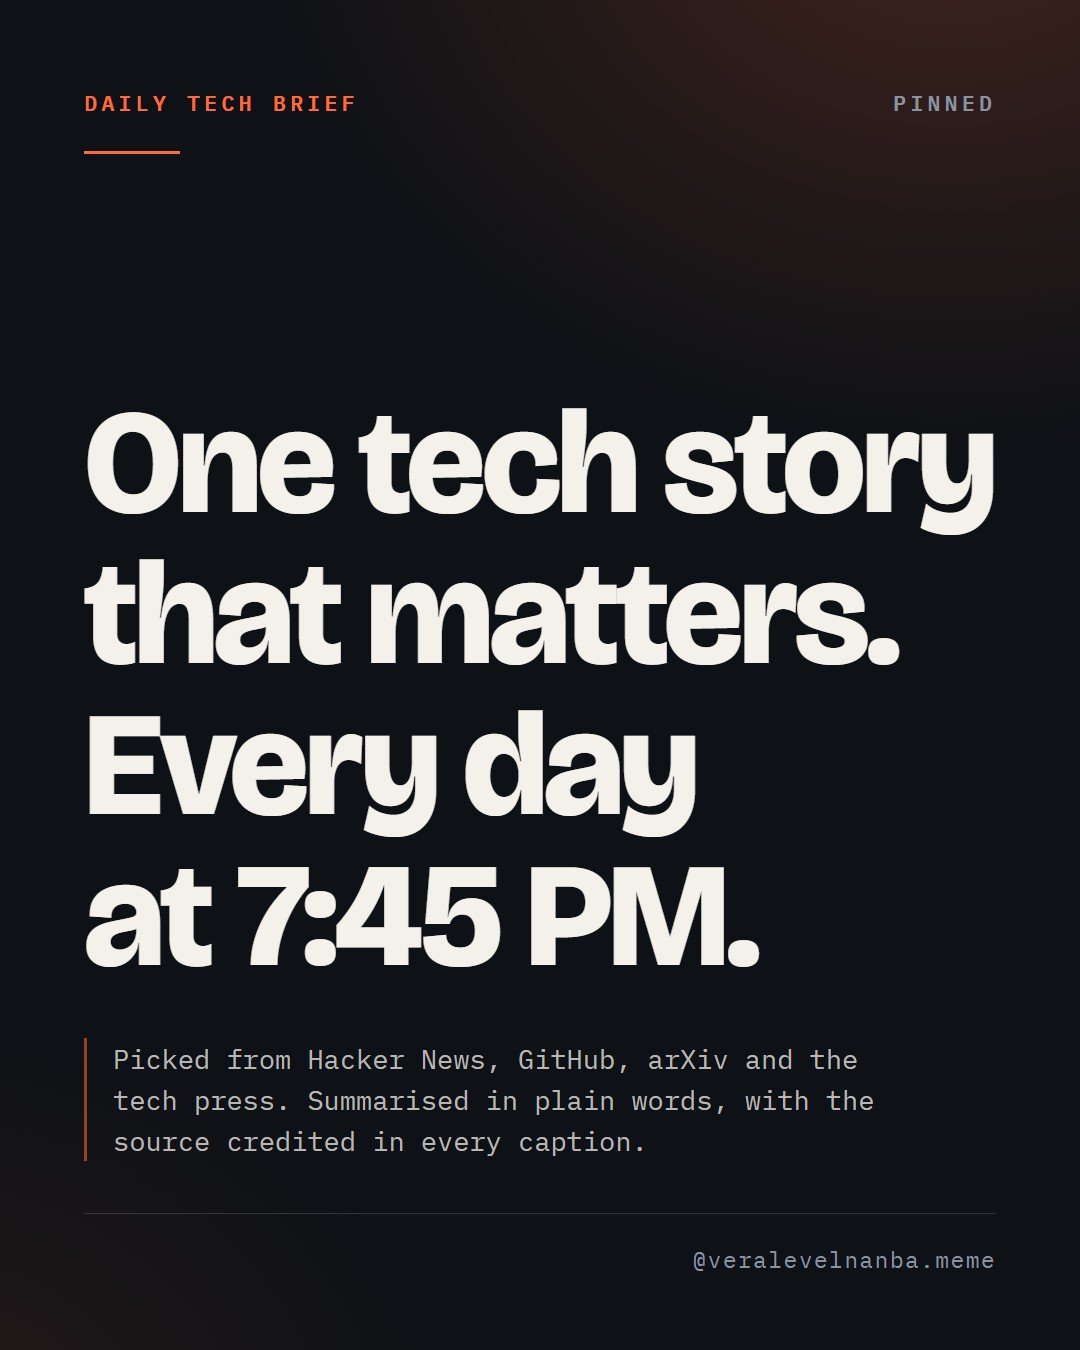 DAILY TECH BRIEF
PINNED
One tech story
that matters.
Every day
at 7:45 PM.
Picked from Hacker News, GitHub, arXiv and the
tech press. Summarised in plain words, with the
source credited in every caption.
@veralevelnanba.meme